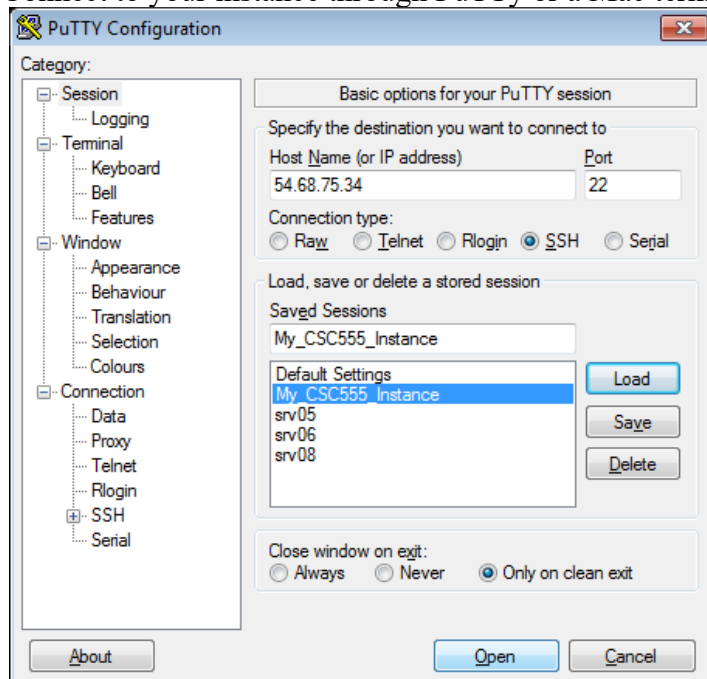 PuTTY Configuration
Category:
Session
Logging
Terminal
Keyboard
Bell
Features
Window
Appearance
Behaviour
Translation
Selection
Colours
Connection
Data
Proxy
Telnet
Rlogin
SSH
Serial
Basic options for your PuTTY session
Specify the destination you want to connect to
Host Name (or IP address) Port
54.68.75.34 22
Connection type:
Raw Telnet Rlogin SSH Serial
Load, save or delete a stored session
Saved Sessions
My_CSC555_Instance
Default Settings
My_CSC555_Instance
srv05
srv06
srv08
Load
Save
Delete
Close window on exit:
Always Never Only on clean exit
About Open Cancel